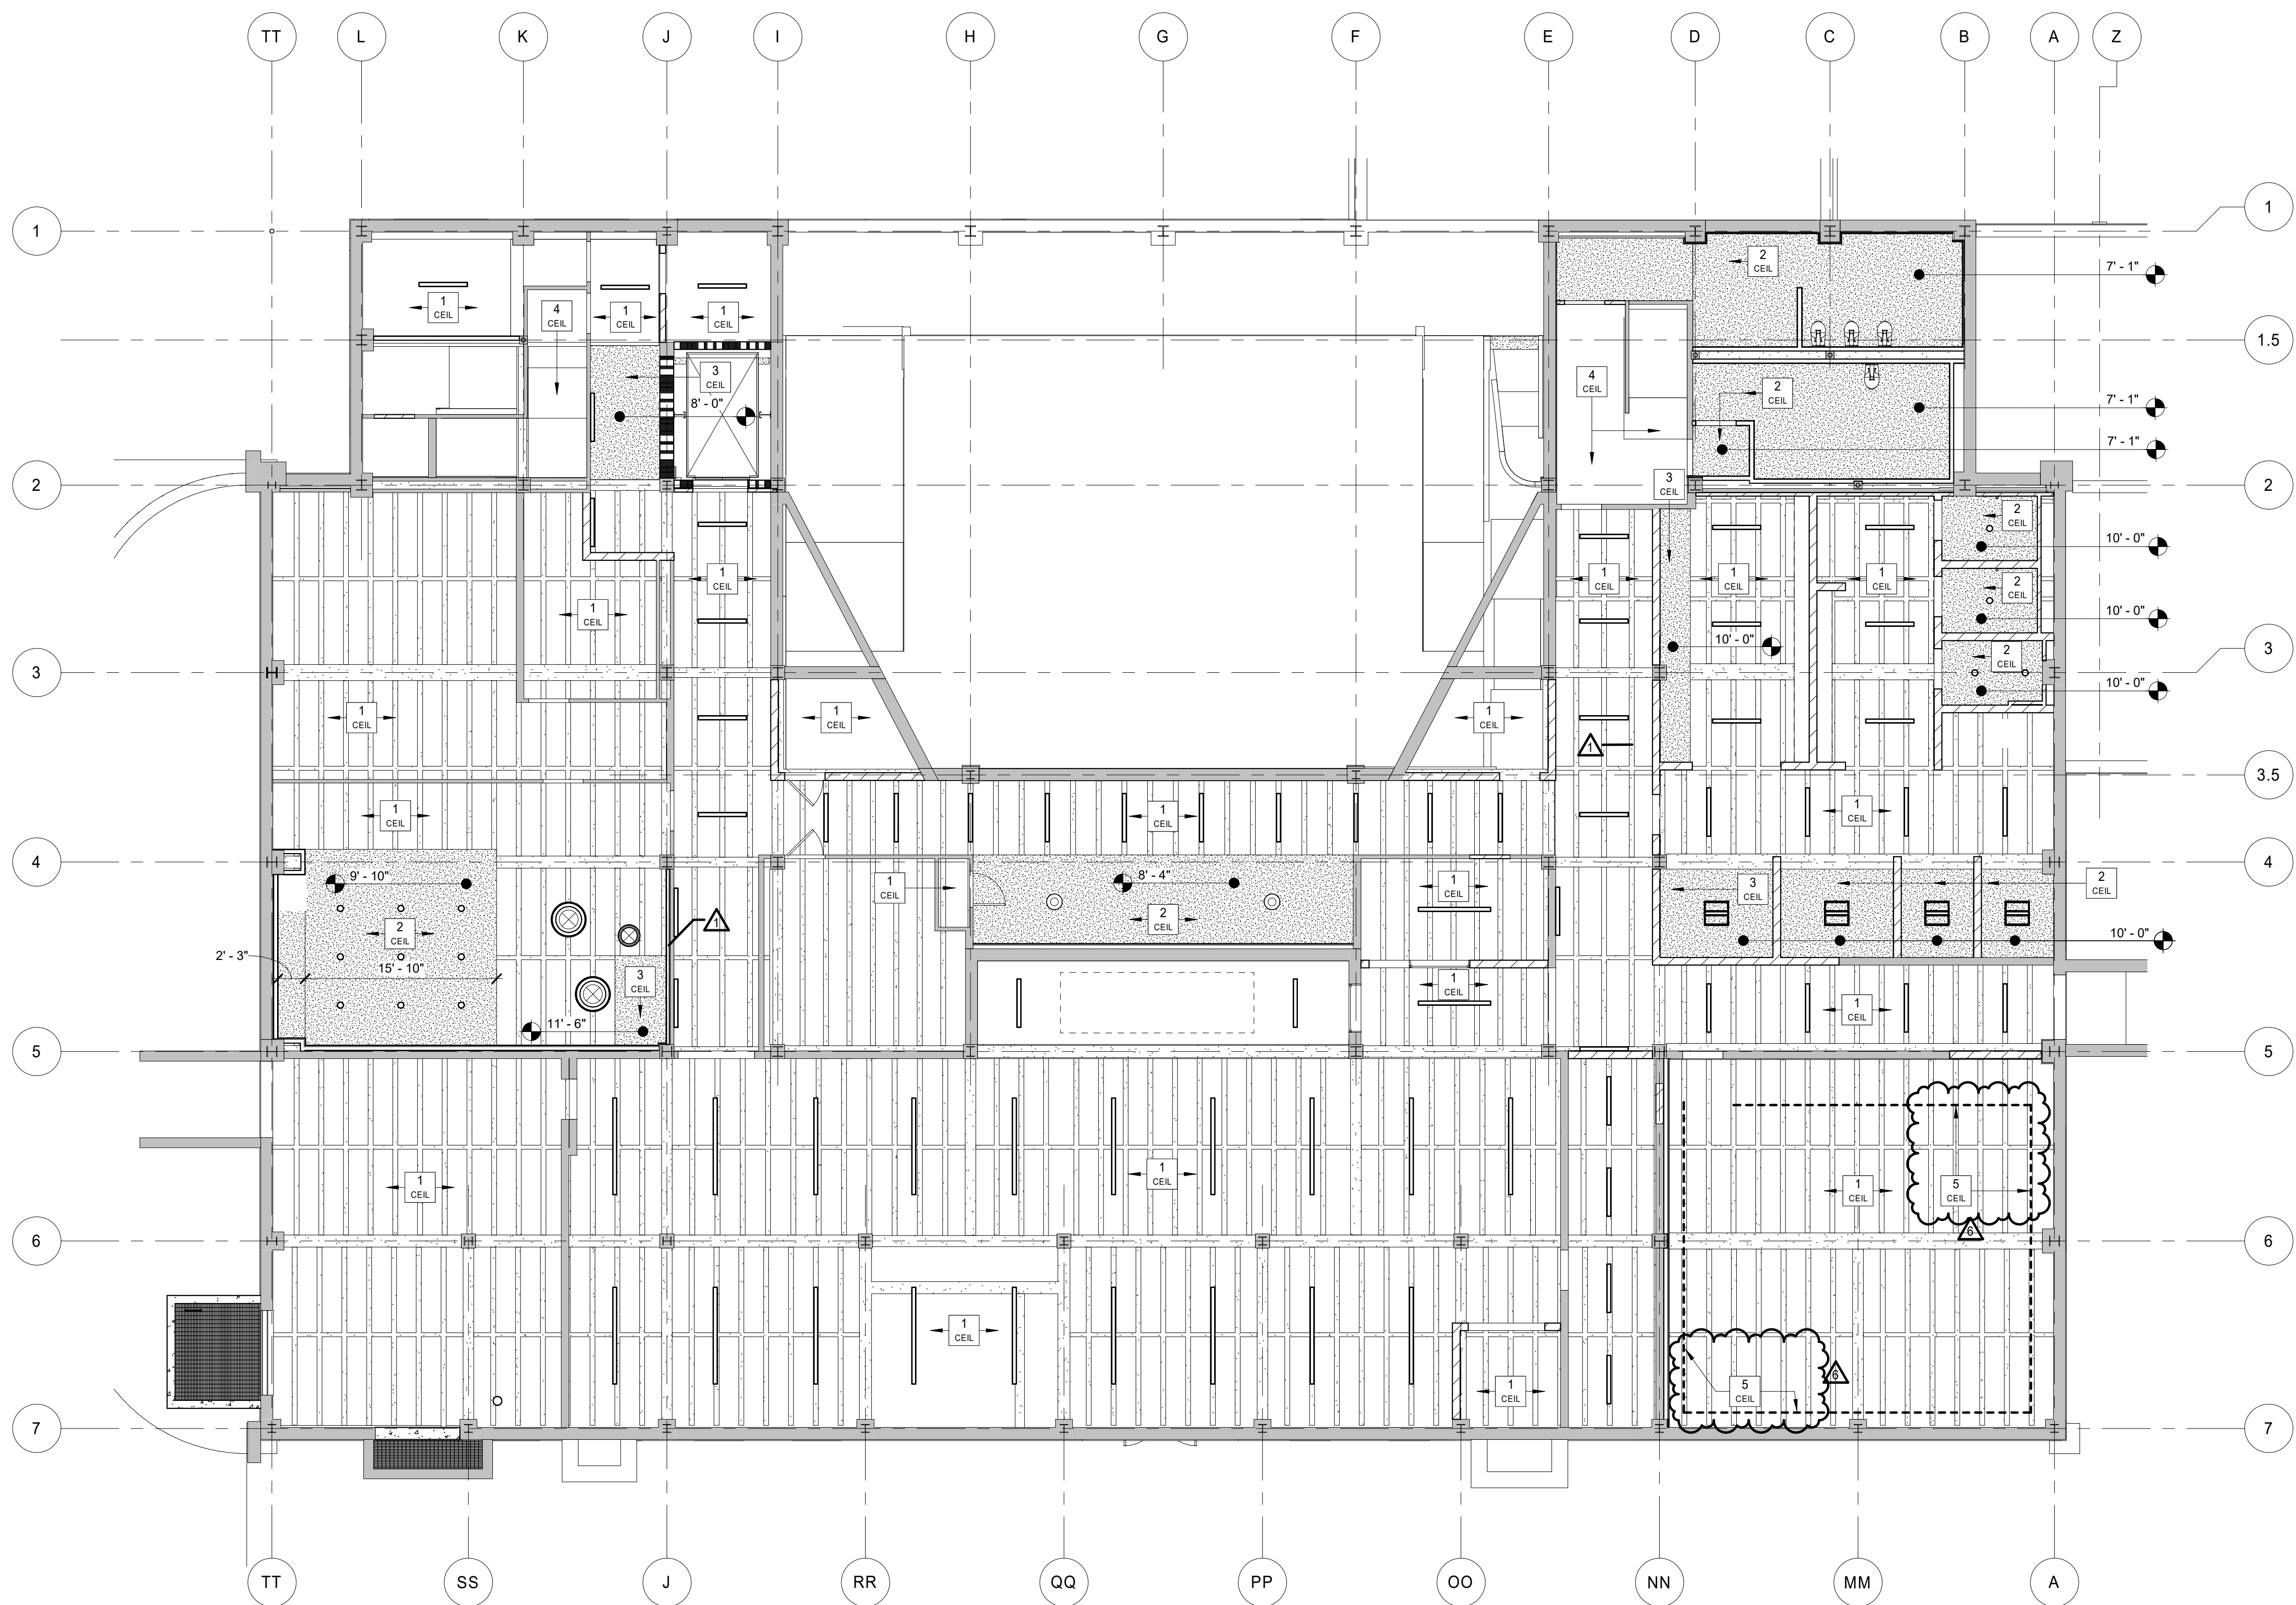 TT L K J I H G F E D C B A Z
1 1
2
CEIL
7' - 1"
1
CEIL
4
CEIL
1
CEIL
1
CEIL
1.5
3
CEIL
8' - 0"
4
CEIL
2
CEIL
7' - 1"
7' - 1"
2 2
3
CEIL
2
CEIL
10' - 0"
1
CEIL
1
CEIL
1
CEIL
1
CEIL
2
CEIL
1
CEIL
10' - 0"
3 3
10' - 0"
2
CEIL
10' - 0"
1
CEIL
1
CEIL
1
CEIL
1
3.5
1
CEIL
1
CEIL
1
CEIL
4 4
9' - 10"
1
CEIL
8' - 4"
1
CEIL
3
CEIL
2
CEIL
2
CEIL
1
2
CEIL
10' - 0"
2' - 3"
15' - 10"
3
CEIL
1
CEIL
1
CEIL
11' - 6"
5 5
1
CEIL
1
CEIL
1
CEIL
5
CEIL
6
6 6
1
CEIL
6
1
CEIL
5
CEIL
7 7
TT SS J RR QQ PP OO NN MM A